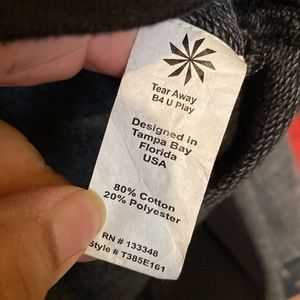 Tear Away
B4 U Play
Designed in
Tampa Bay
Florida
USA
80% Cotton
20% Polyester
RN # 133348
Style # T385E161